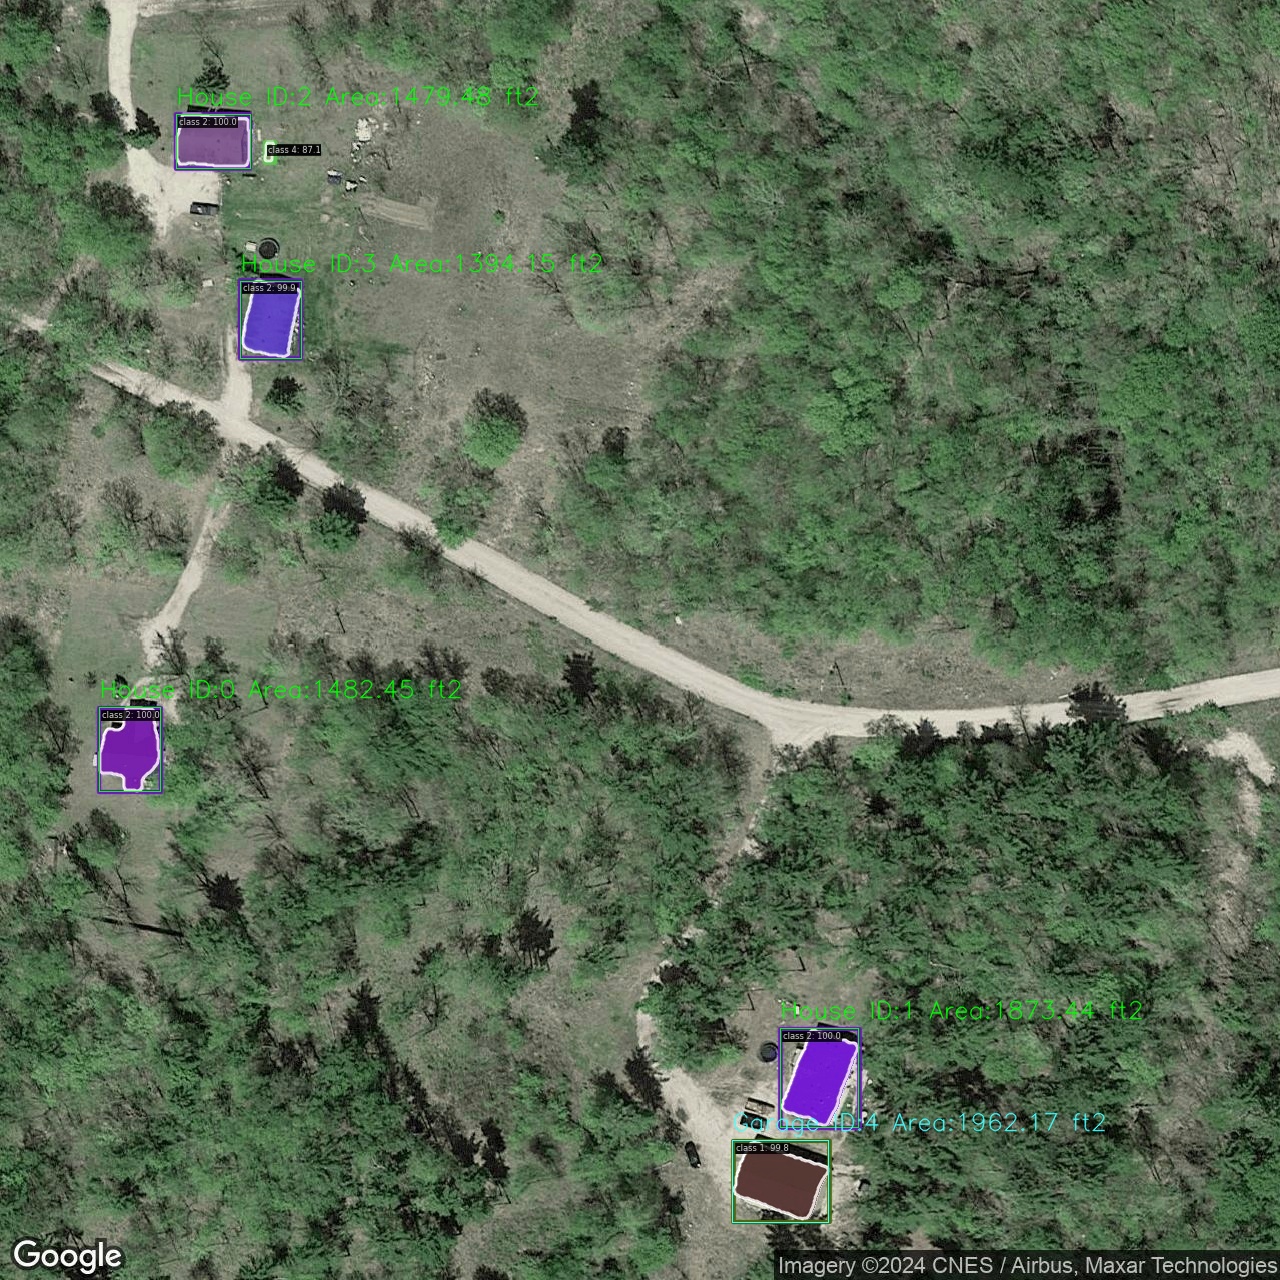 House ID:2 Area:1479.48 ft2
class 2: 100.0
class 4: 87.1
House ID:3 Area:1394.15 ft2
class 2: 99.9
House ID:0 Area:1482.45 ft2
class 2: 100.0
House ID:1 Area:1873.44 ft2
class 2: 100.0
Garage ID:4 Area:1962.17 ft2
class 1: 99.8
Google
Imagery ©2024 CNES / Airbus, Maxar Technologies